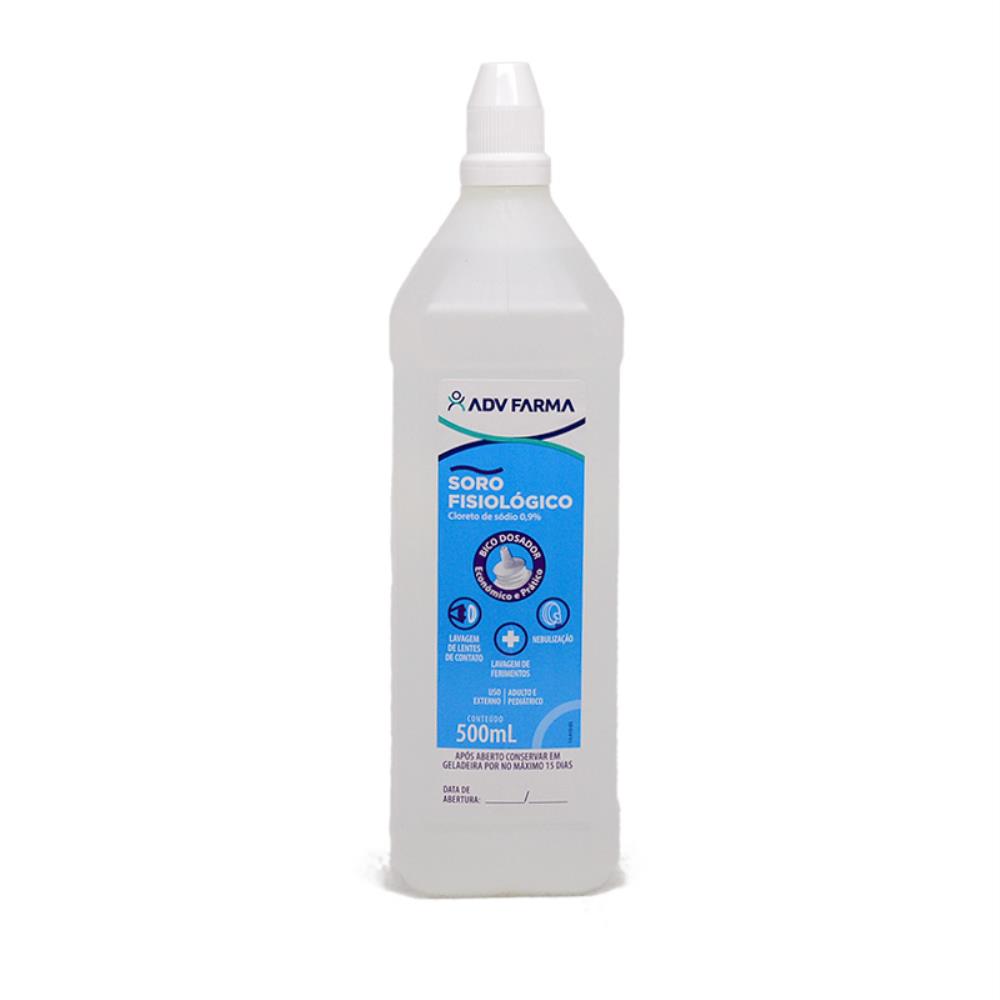 ADV FARMA
SORO
FISIOLÓGICO
Cloreto de sódio 0,9%
BICO DOSADOR
Econômico e Prático
LAVAGEM
DE LENTES
DE CONTATO
LAVAGEM DE
FERIMENTOS
NEBULIZAÇÃO
USO
EXTERNO
ADULTO E
PEDIÁTRICO
CONTEÚDO
500mL
APÓS ABERTO CONSERVAR EM
GELADEIRA POR NO MÁXIMO 15 DIAS
DATA DE
ABERTURA: ______/______